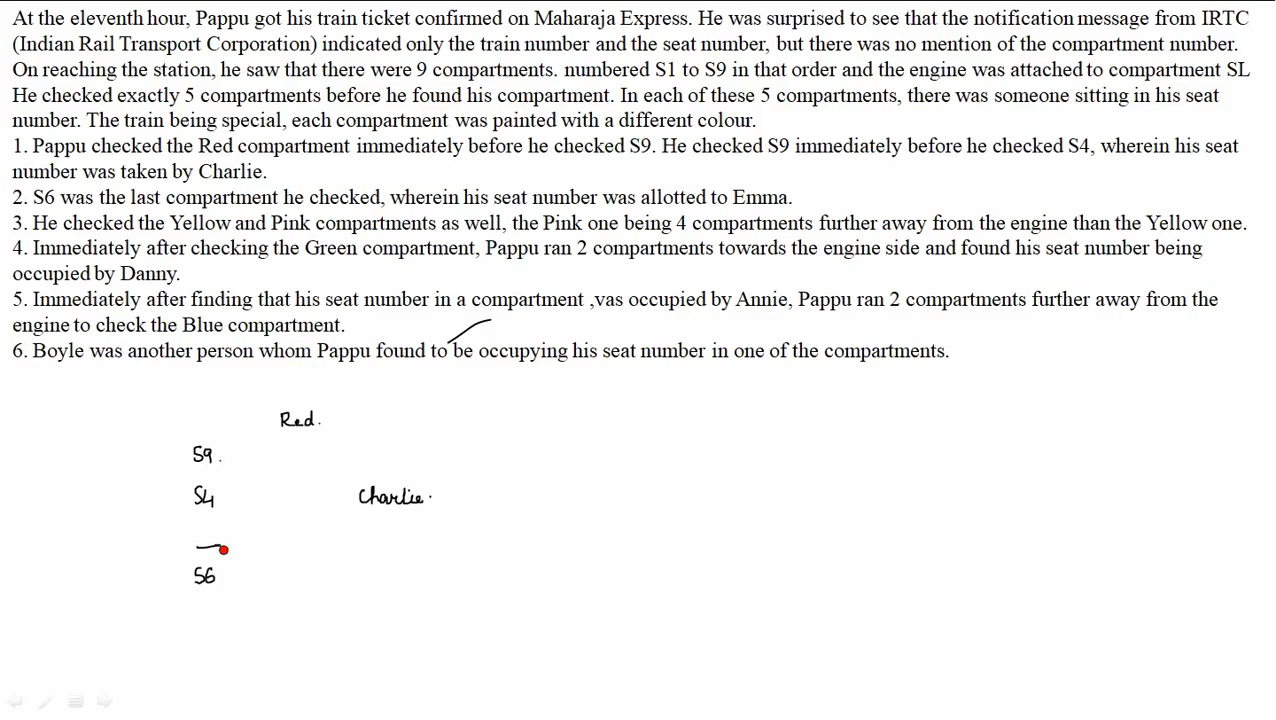 At the eleventh hour, Pappu got his train ticket confirmed on Maharaja Express. He was surprised to see that the notification message from IRTC
(Indian Rail Transport Corporation) indicated only the train number and the seat number, but there was no mention of the compartment number.
On reaching the station, he saw that there were 9 compartments. numbered S1 to S9 in that order and the engine was attached to compartment SL
He checked exactly 5 compartments before he found his compartment. In each of these 5 compartments, there was someone sitting in his seat
number. The train being special, each compartment was painted with a different colour.
1. Pappu checked the Red compartment immediately before he checked S9. He checked S9 immediately before he checked S4, wherein his seat
number was taken by Charlie.
2. S6 was the last compartment he checked, wherein his seat number was allotted to Emma.
3. He checked the Yellow and Pink compartments as well, the Pink one being 4 compartments further away from the engine than the Yellow one.
4. Immediately after checking the Green compartment, Pappu ran 2 compartments towards the engine side and found his seat number being
occupied by Danny.
5. Immediately after finding that his seat number in a compartment ,vas occupied by Annie, Pappu ran 2 compartments further away from the
engine to check the Blue compartment.
6. Boyle was another person whom Pappu found to be occupying his seat number in one of the compartments.
Red.
S9.
S4 Charlie.
S6